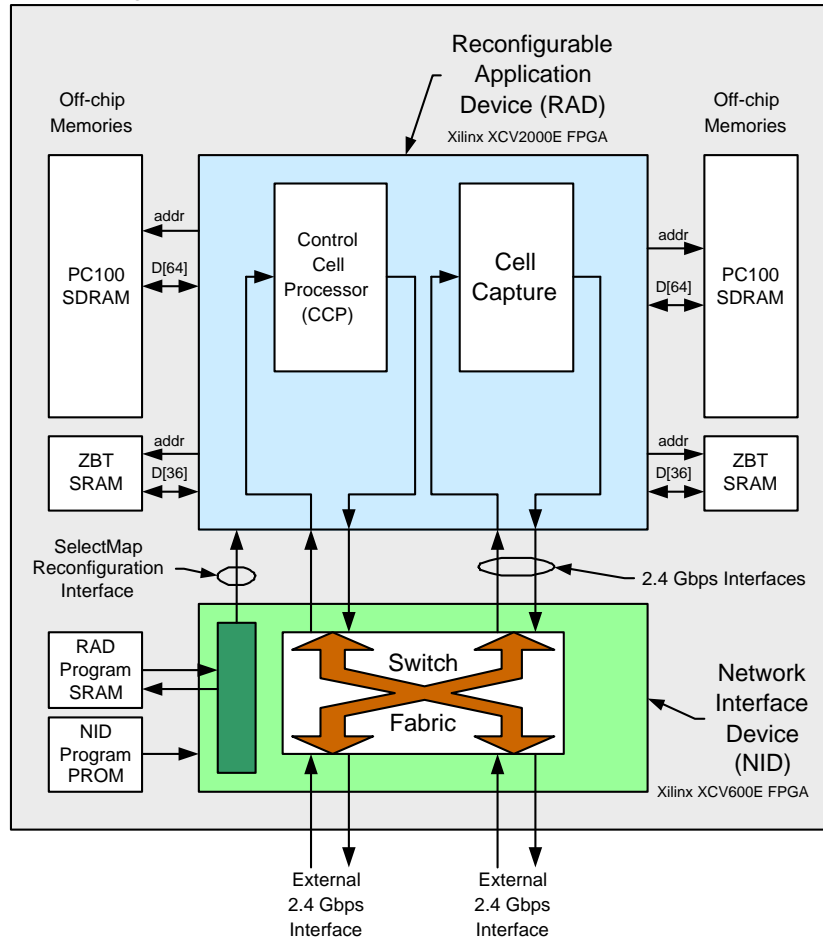 Reconfigurable
Application
Device (RAD)
Xilinx XCV2000E FPGA
Off-chip
Memories
Off-chip
Memories
PC100
SDRAM
addr
D[64]
Control
Cell
Processor
(CCP)
Cell
Capture
addr
D[64]
PC100
SDRAM
ZBT
SRAM
addr
D[36]
addr
D[36]
ZBT
SRAM
SelectMap
Reconfiguration
Interface
2.4 Gbps Interfaces
RAD
Program
SRAM
NID
Program
PROM
Switch
Fabric
Network
Interface
Device
(NID)
Xilinx XCV600E FPGA
External
2.4 Gbps
Interface
External
2.4 Gbps
Interface